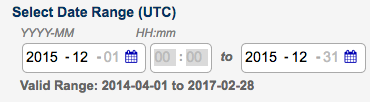 Select Date Range (UTC)
YYYY-MM HH:mm
2015 - 12 - 01 00 : 00 to 2015 - 12 - 31
Valid Range: 2014-04-01 to 2017-02-28